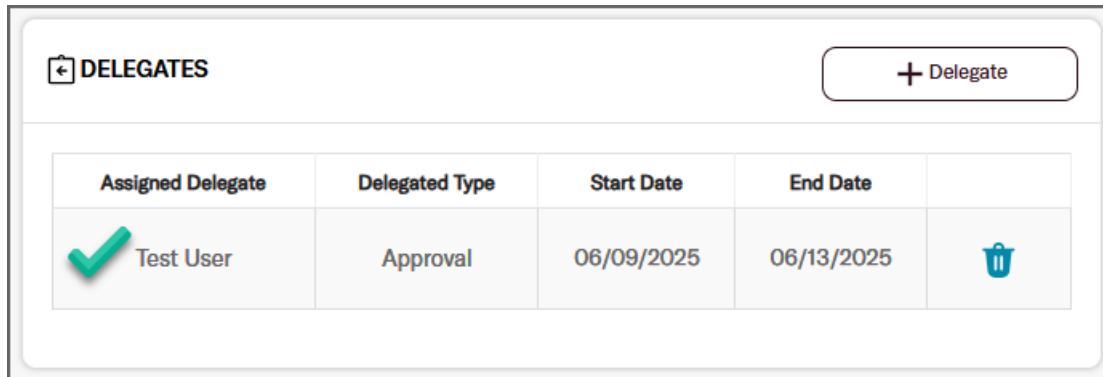 DELEGATES
+ Delegate
Assigned Delegate Delegated Type Start Date End Date
Test User Approval 06/09/2025 06/13/2025